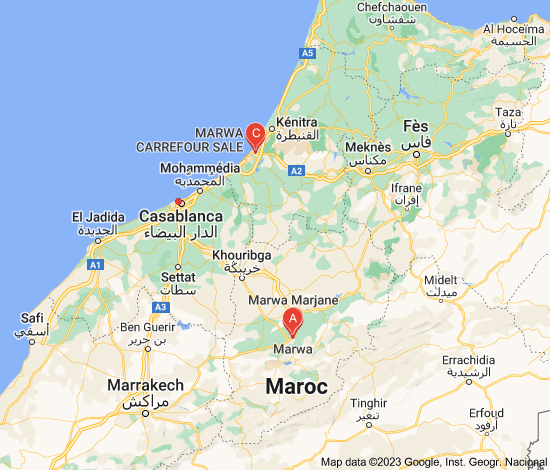 Chefchaouen
شفشاون
Al Hoceïma
الحسيمة
A5
MARWA
CARREFOUR SALE
C
Kénitra
القنيطرة
Taza
تازة
Fès
فاس
Meknès
مكناس
A2
Mohammédia
المحمدية
Ifrane
إفران
El Jadida
الجديدة
Casablanca
الدار البيضاء
A1
Khouribga
خريبكة
Settat
سطات
Midelt
ميدلت
A3
Marwa Marjane
A
Marwa
Safi
آسفي
Ben Guerir
بن جرير
Errachidia
الرشيدية
Marrakech
مراكش
Maroc
Tinghir
تنغير
Erfoud
أرفود
Map data ©2023 Google, Inst. Geogr. Nacional